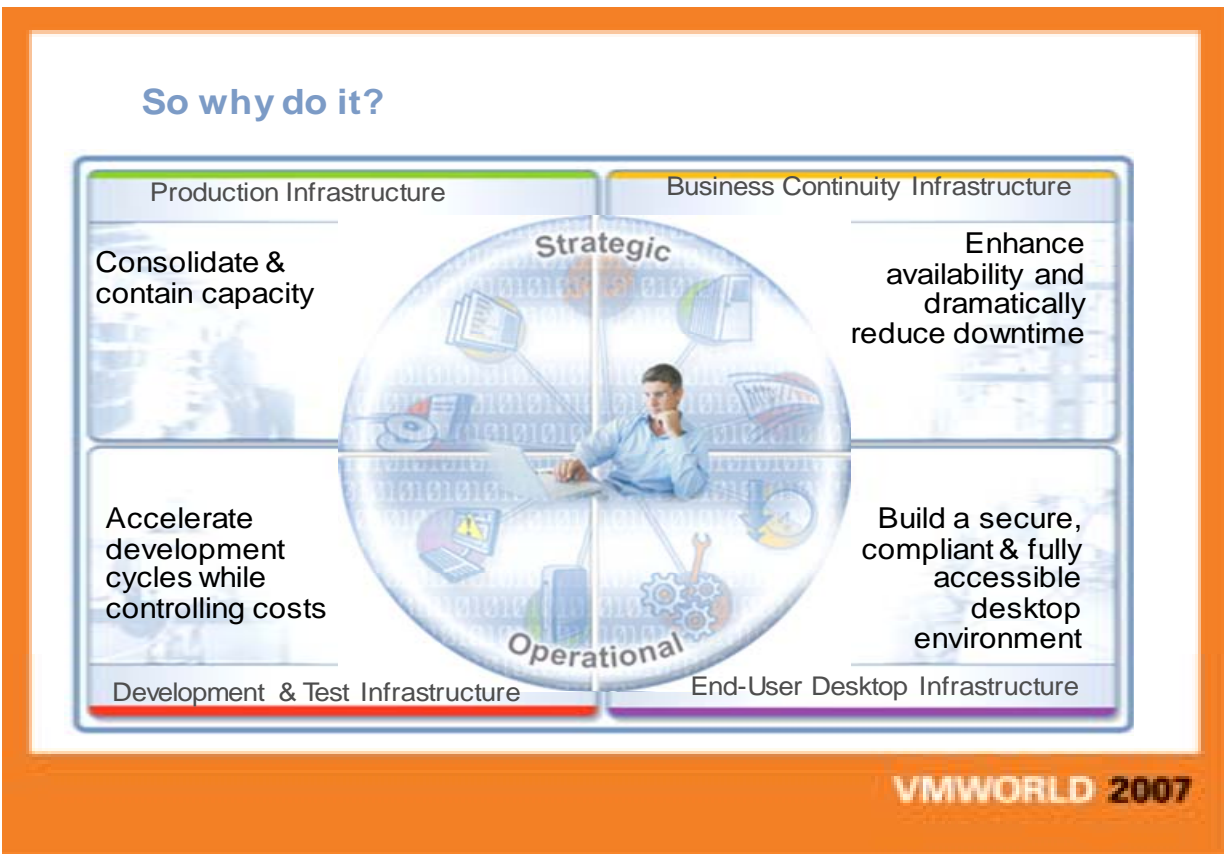 So why do it?
Production Infrastructure
Business Continuity Infrastructure
Strategic
Consolidate &
contain capacity
Enhance
availability and
dramatically
reduce downtime
Accelerate
development
cycles while
controlling costs
Build a secure,
compliant & fully
accessible
desktop
environment
Operational
Development & Test Infrastructure
End-User Desktop Infrastructure
VMWORLD 2007